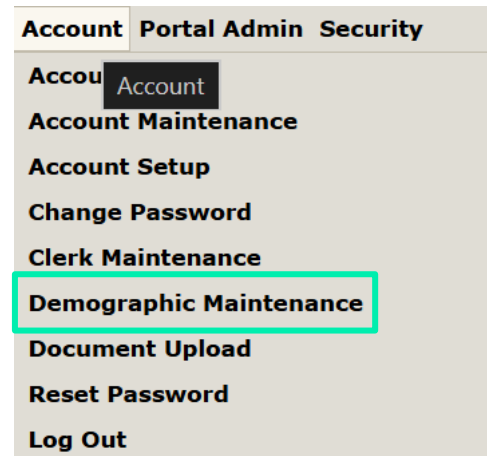 Account Portal Admin Security
Account
Account Maintenance
Account Setup
Change Password
Clerk Maintenance
Demographic Maintenance
Document Upload
Reset Password
Log Out